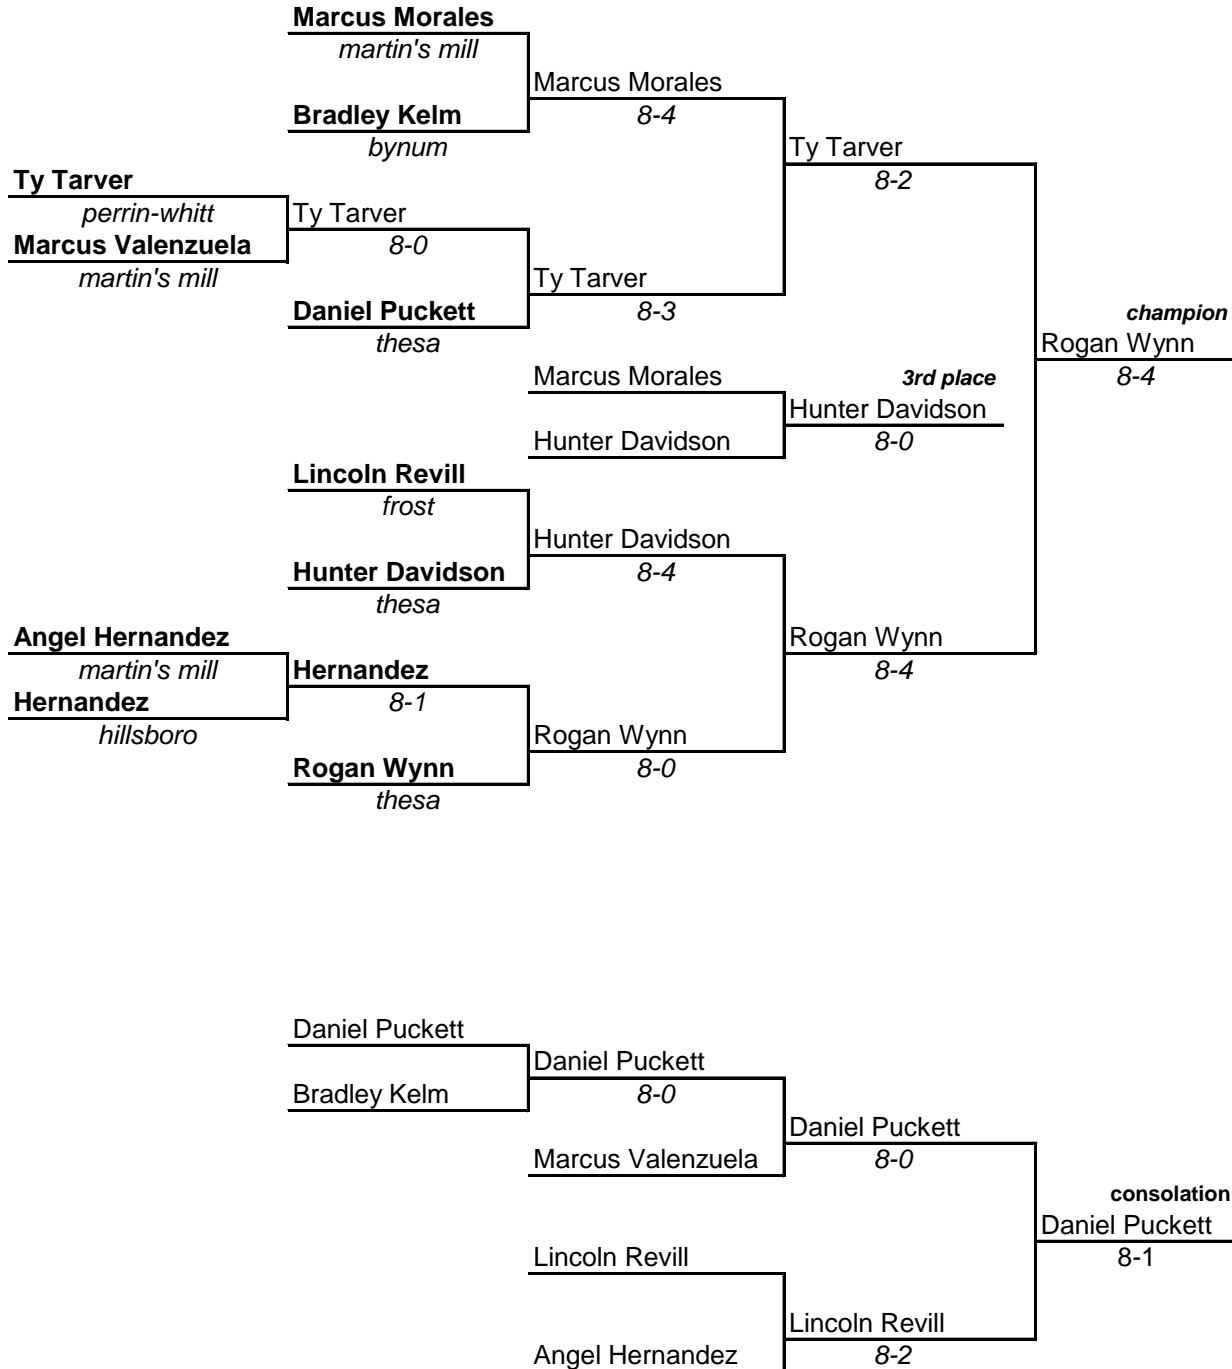 Marcus Morales
martin's mill
Marcus Morales
8-4
Bradley Kelm
bynum
Ty Tarver
8-2
Ty Tarver
perrin-whitt
Ty Tarver
8-0
Marcus Valenzuela
martin's mill
Ty Tarver
8-3
Daniel Puckett
thesa
champion
Rogan Wynn
8-4
Marcus Morales
3rd place
Hunter Davidson
8-0
Hunter Davidson
Lincoln Revill
frost
Hunter Davidson
8-4
Hunter Davidson
thesa
Angel Hernandez
martin's mill
Rogan Wynn
8-4
Hernandez
8-1
Hernandez
hillsboro
Rogan Wynn
8-0
Rogan Wynn
thesa
Daniel Puckett
Daniel Puckett
8-0
Bradley Kelm
Daniel Puckett
8-0
Marcus Valenzuela
consolation
Daniel Puckett
8-1
Lincoln Revill
Lincoln Revill
8-2
Angel Hernandez